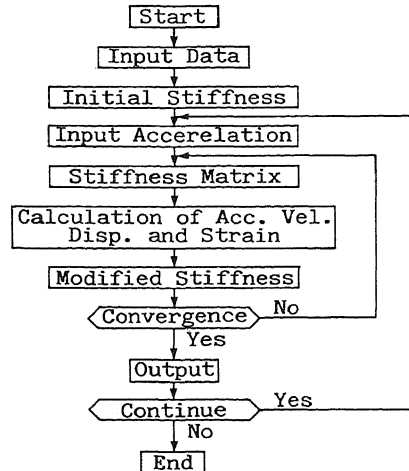 Start
Input Data
Initial Stiffness
Input Accerelation
Stiffness Matrix
Calculation of Acc. Vel.
Disp. and Strain
Modified Stiffness
Convergence
No
Yes
Output
Continue
Yes
No
End